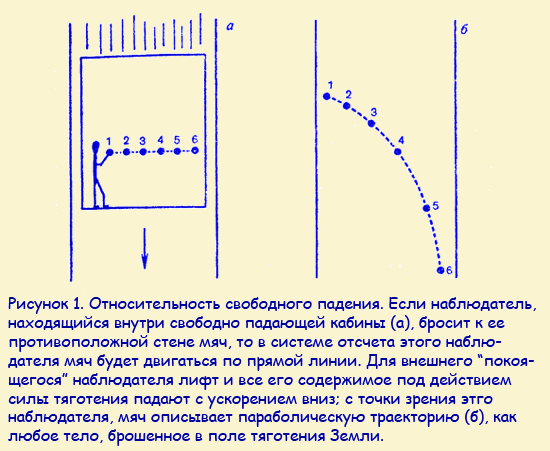 а
б
1 2 3 4 5 6
1
2
3
4
5
6
Рисунок 1. Относительность свободного падения. Если наблюдатель,
находящийся внутри свободно падающей кабины (а), бросит к ее
противоположной стене мяч, то в системе отсчета этого наблю-
дателя мяч будет двигаться по прямой линии. Для внешнего “покоя-
щегося” наблюдателя лифт и все его содержимое под действием
силы тяготения падают с ускорением вниз; с точки зрения этго
наблюдателя, мяч описывает параболическую траекторию (б), как
любое тело, брошенное в поле тяготения Земли.